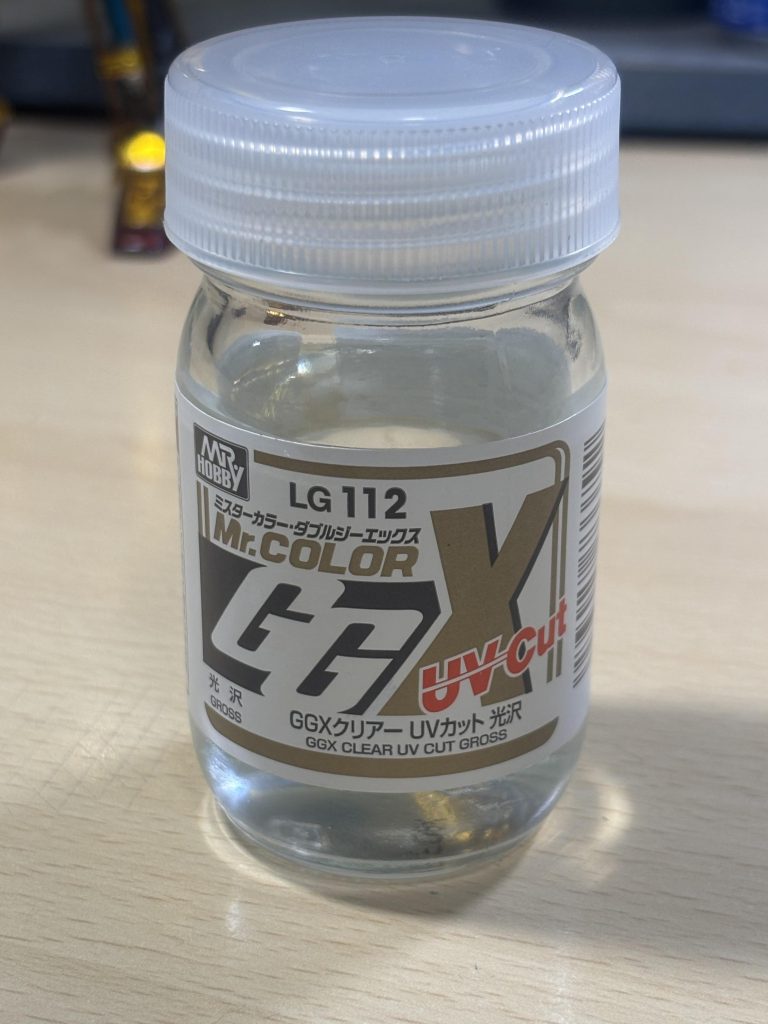 MR
HOBBY
LG 112
ミスターカラー・ダブルジーエックス
Mr.COLOR
GGX
UV Cut
光沢
GROSS
GGXクリアー UVカット 光沢
GGX CLEAR UV CUT GROSS